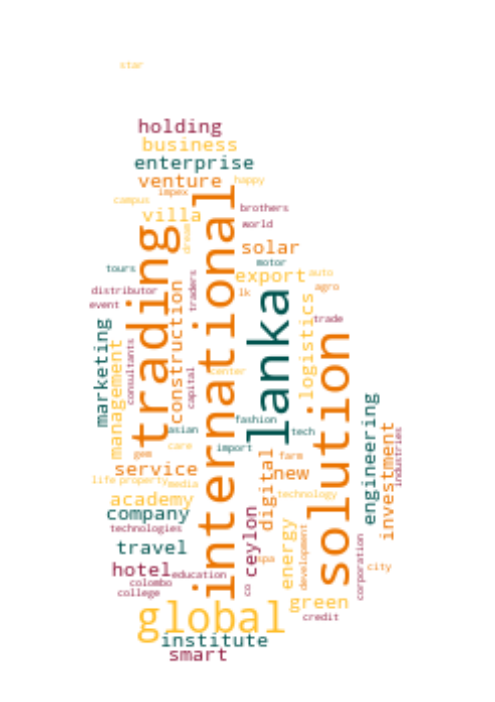 star
holding
business
enterprise
venture
happy
impex
campus
brothers
villa
world
dream
solar
motor
tours
export
auto
traders
distributor
lk
agro
event
trading
international
lanka
construction
logistics
trade
marketing
management
consultants
capital
center
solution
fashion
asian
tech
import
care
gem
farm
service
new
engineering
investment
industries
life
property
media
digital
technology
academy
company
technologies
ceylon
energy
development
travel
spa
corporation
city
hotel
education
colombo
college
co
green
global
credit
institute
smart